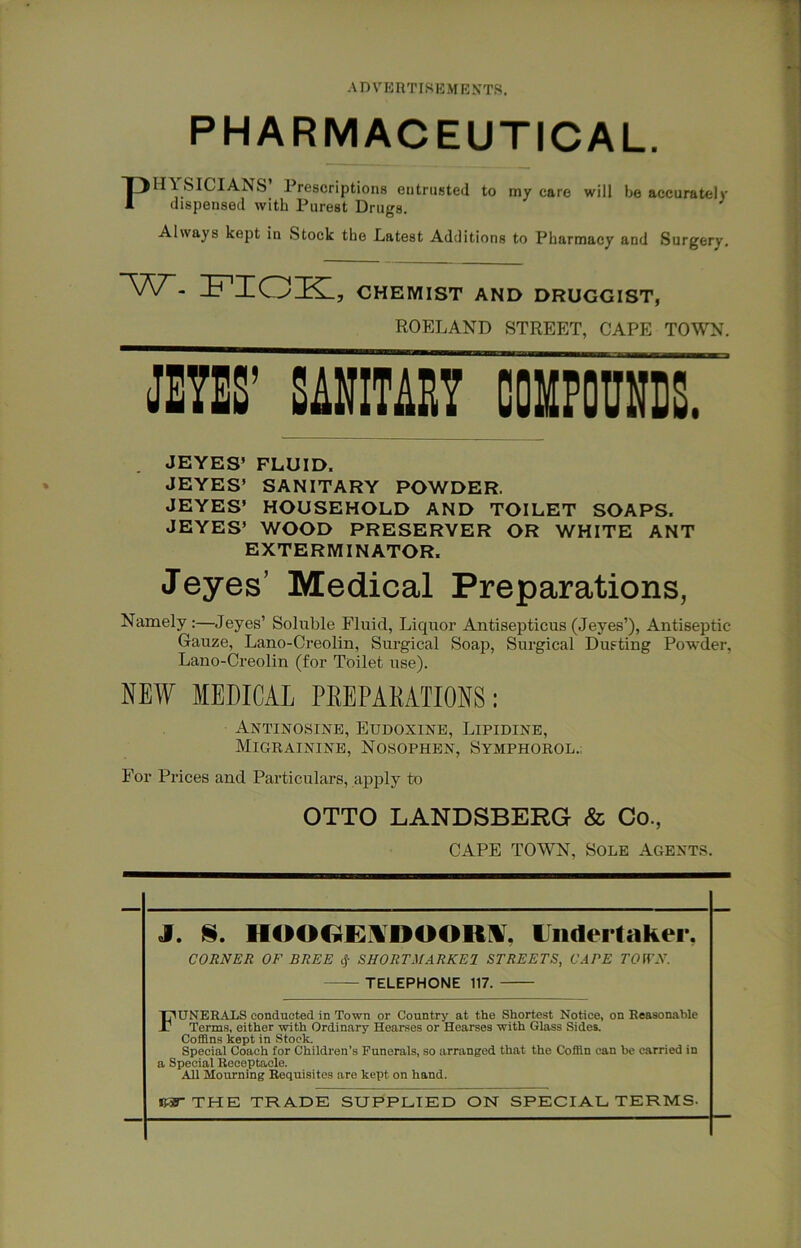 ADVERTISEMENTS.
PHARMACEUTICAL.
PHYSICIANS' Prescriptions entrusted to my care will be accurately
dispensed with Purest Drugs.
Always kept in Stock the Latest Additions to Pharmacy and Surgery.
W. FICK, CHEMIST AND DRUGGIST,
ROELAND STREET, CAPE TOWN.
JEYES' SANITARY COMPOUNDS.
JEYES' FLUID.
JEYES' SANITARY POWDER.
JEYES' HOUSEHOLD AND TOILET SOAPS.
JEYES' WOOD PRESERVER OR WHITE ANT
EXTERMINATOR.
Jeyes' Medical Preparations,
Namely:—Jeyes' Soluble Fluid, Liquor Antisepticus (Jeyes'), Antiseptic
Gauze, Lano-Creolin, Surgical Soap, Surgical Dusting Powder,
Lano-Creolin (for Toilet use).
NEW MEDICAL PREPARATIONS:
ANTINOSINE, EUDOXINE, LIPIDINE,
MIGRAININE, NOSOPHEN, SYMPHOROL.
For Prices and Particulars, apply to
OTTO LANDSBERG & Co.,
CAPE TOWN, SOLE AGENTS.
J. S. HOOGENDOORN, Undertaker,
CORNER OF BREE & SHORTMARKET STREETS, CAPE TOWN.
—— TELEPHONE 117. ——
FUNERALS conducted in Town or Country at the Shortest Notice, on Reasonable
Terms, either with Ordinary Hearses or Hearses with Glass Sides.
Coffins kept in Stock.
Special Coach for Children's Funerals, so arranged that the Coffin can be carried in
a Special Receptacle.
All Mourning Requisites are kept on hand.
☞ THE TRADE SUPPLIED ON SPECIAL TERMS.